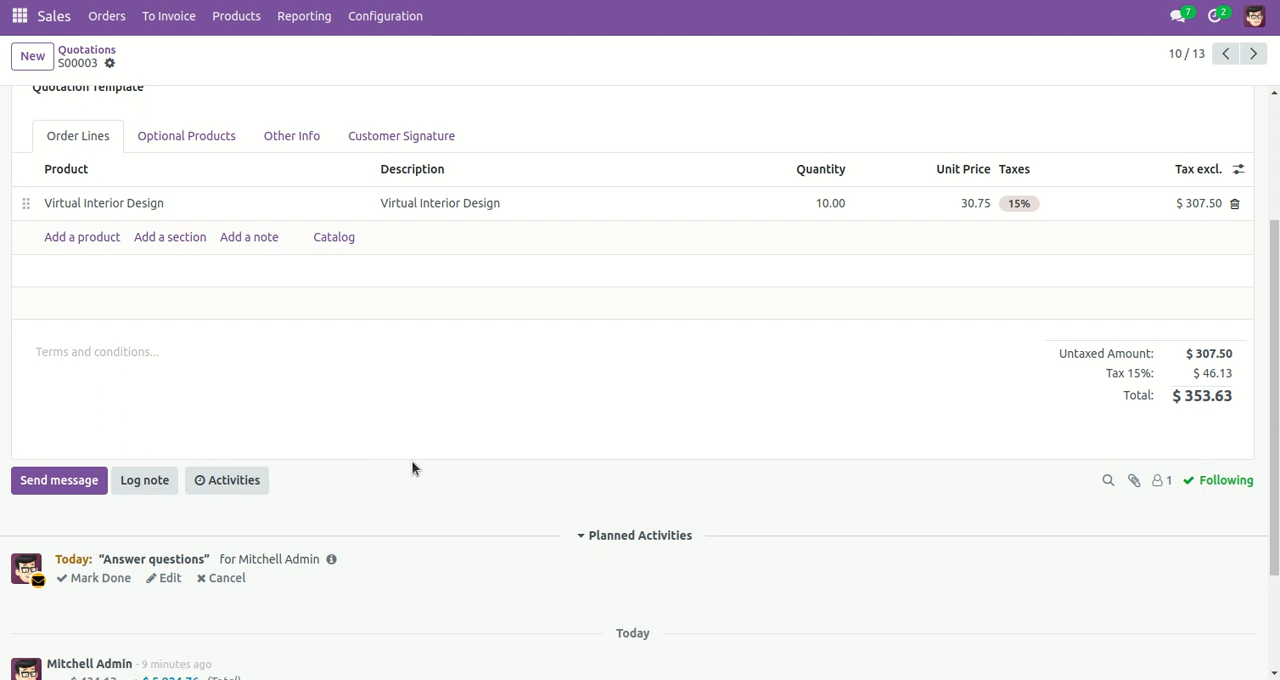 Sales Orders To Invoice Products Reporting Configuration 7 2
New Quotations 10 / 13
S00003
Quotation Template
Order Lines Optional Products Other Info Customer Signature
Product Description Quantity Unit Price Taxes Tax excl.
Virtual Interior Design Virtual Interior Design 10.00 30.75 15% $ 307.50
Add a product Add a section Add a note Catalog
Terms and conditions...
Untaxed Amount: $ 307.50
Tax 15%: $ 46.13
Total: $ 353.63
Send message Log note Activities 1 Following
Planned Activities
Today: “Answer questions” for Mitchell Admin
Mark Done Edit Cancel
Today
Mitchell Admin - 9 minutes ago
(Total)